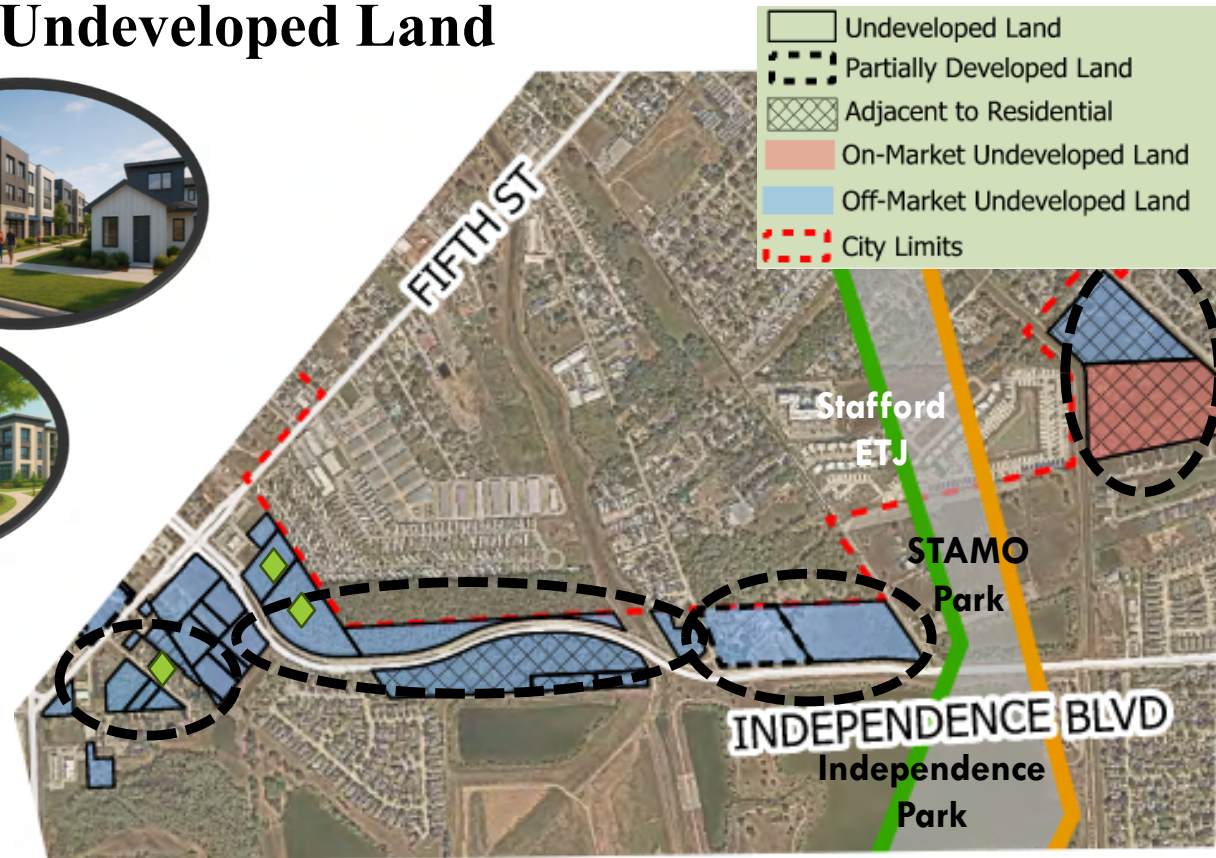 Undeveloped Land
Undeveloped Land
Partially Developed Land
Adjacent to Residential
On-Market Undeveloped Land
Off-Market Undeveloped Land
City Limits
FIFTH ST
Stafford
ETJ
STAMO
Park
INDEPENDENCE BLVD
Independence
Park